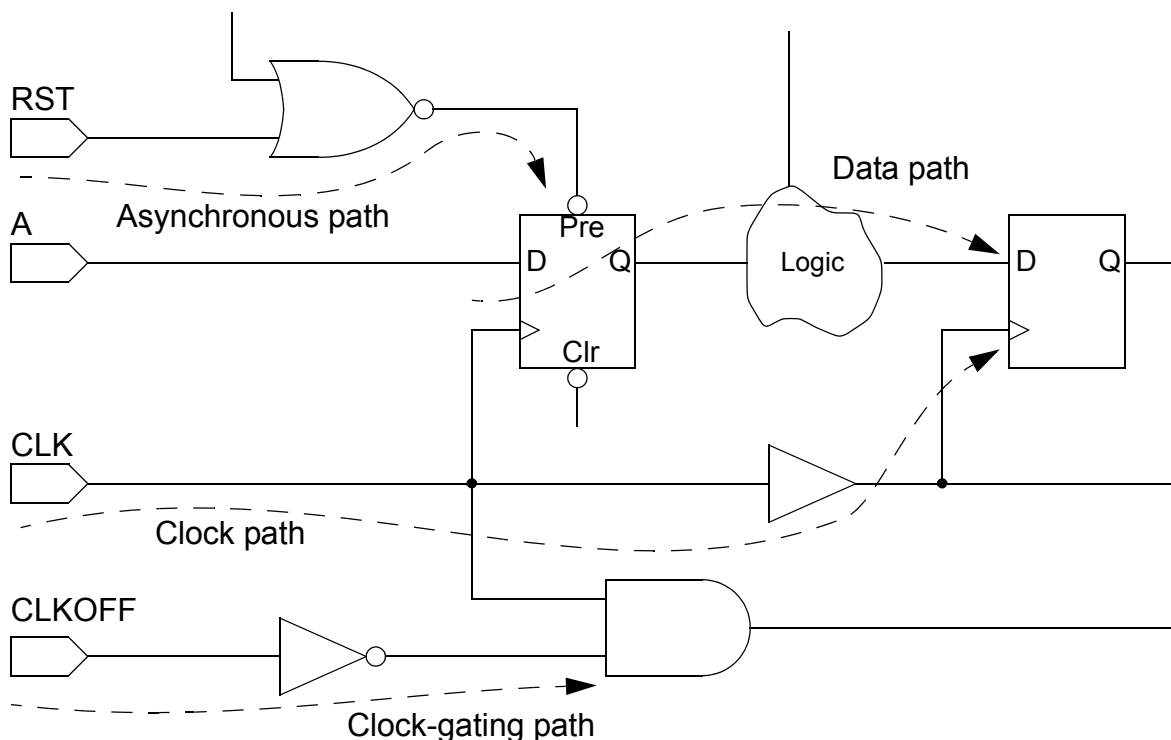 RST
Data path
Asynchronous path
A
Pre
D
Q
Logic
D
Q
Clr
CLK
Clock path
CLKOFF
Clock-gating path